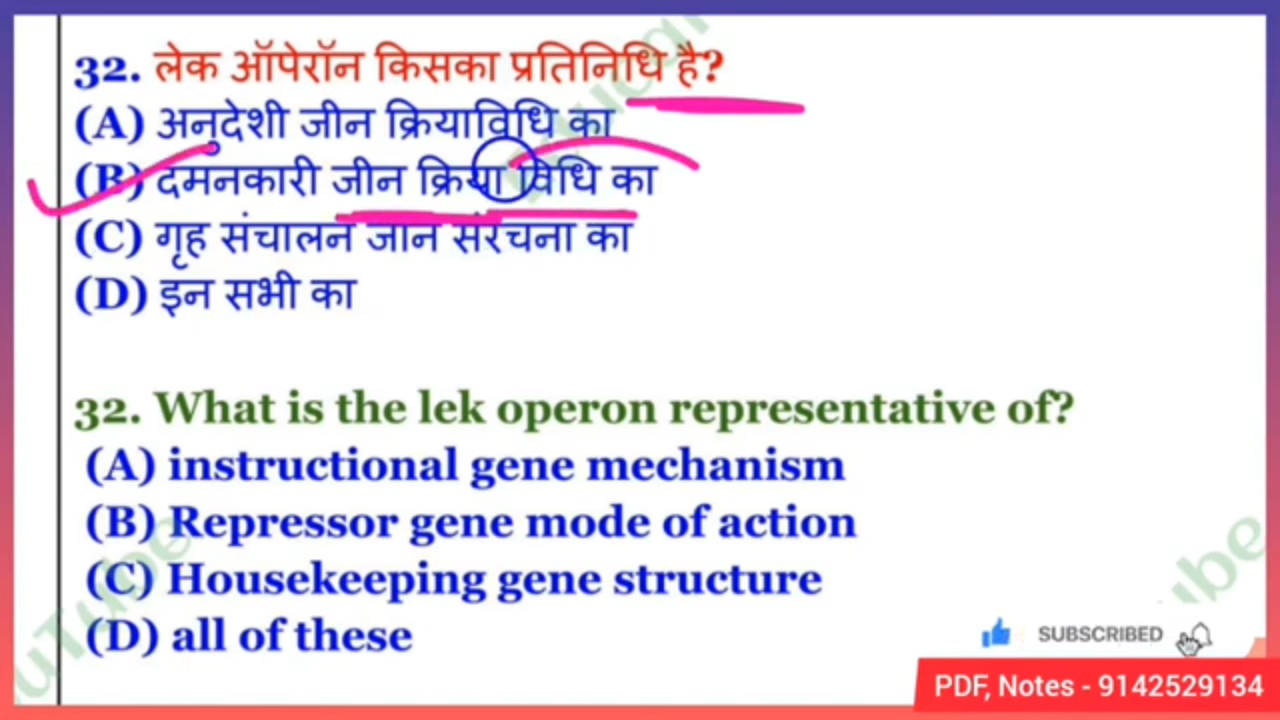 32. लेक ऑपेरॉन किसका प्रतिनिधि है?
(A) अनुदेशी जीन क्रियाविधि का
(B) दमनकारी जीन क्रिया विधि का
(C) गृह संचालन जीन संरचना का
(D) इन सभी का
32. What is the lek operon representative of?
(A) instructional gene mechanism
(B) Repressor gene mode of action
(C) Housekeeping gene structure
(D) all of these
SUBSCRIBED
PDF, Notes - 9142529134